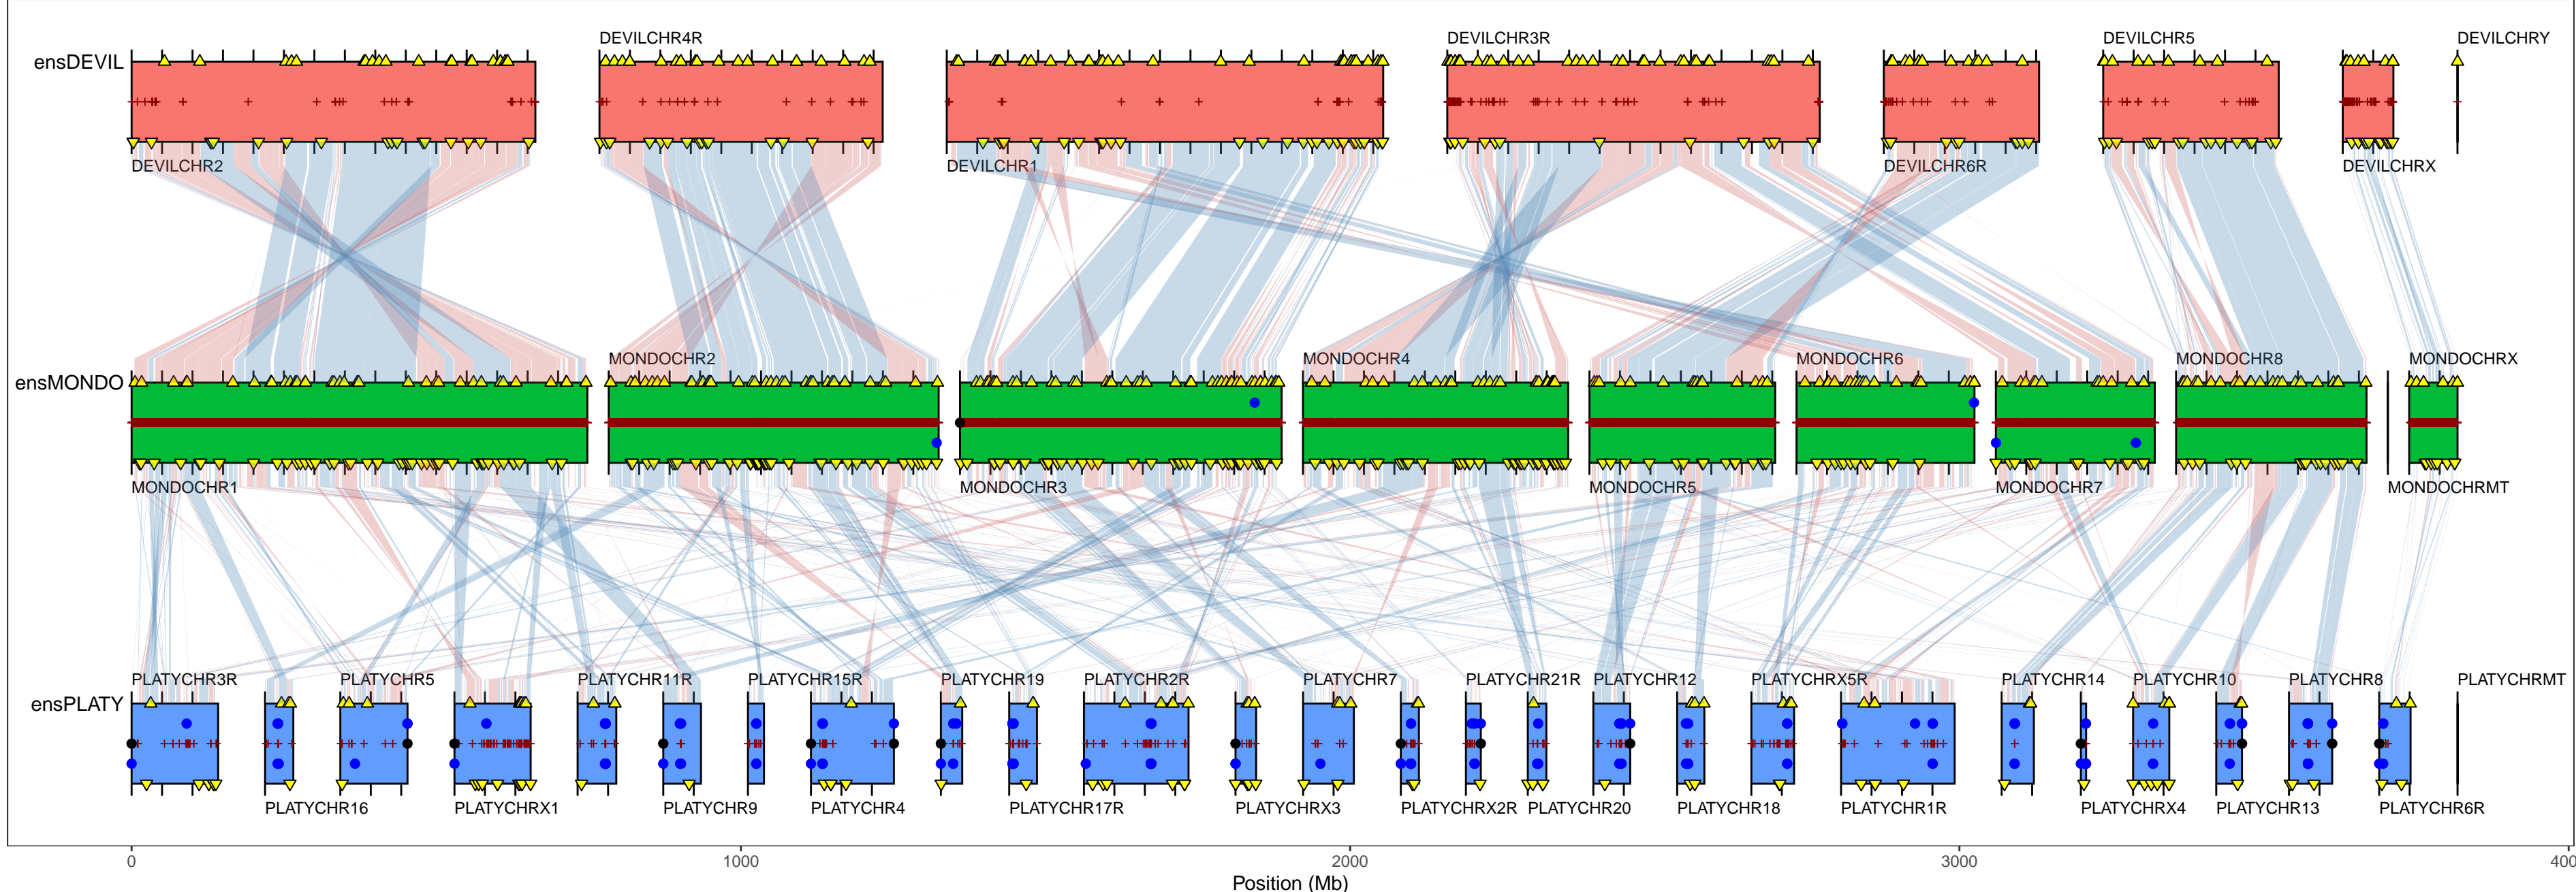 DEVILCHR4R DEVILCHR3R DEVILCHR5 DEVILCHRY
ensDEVIL
DEVILCHR2 DEVILCHR1 DEVILCHR6R DEVILCHRX
MONDOCHR2 MONDOCHR4 MONDOCHR6 MONDOCHR8 MONDOCHRX
ensMONDO
MONDOCHR1 MONDOCHR3 MONDOCHR5 MONDOCHR7 MONDOCHRMT
PLATYCHR3R PLATYCHR5 PLATYCHR11R PLATYCHR15R PLATYCHR19 PLATYCHR2R PLATYCHR7 PLATYCHR21R PLATYCHR12 PLATYCHRX5R PLATYCHR14 PLATYCHR10 PLATYCHR8 PLATYCHRMT
ensPLATY
PLATYCHR16 PLATYCHRX1 PLATYCHR9 PLATYCHR4 PLATYCHR17R PLATYCHRX3 PLATYCHRX2R PLATYCHR20 PLATYCHR18 PLATYCHR1R PLATYCHRX4 PLATYCHR13 PLATYCHR6R
0 1000 2000 3000 400
Position (Mb)